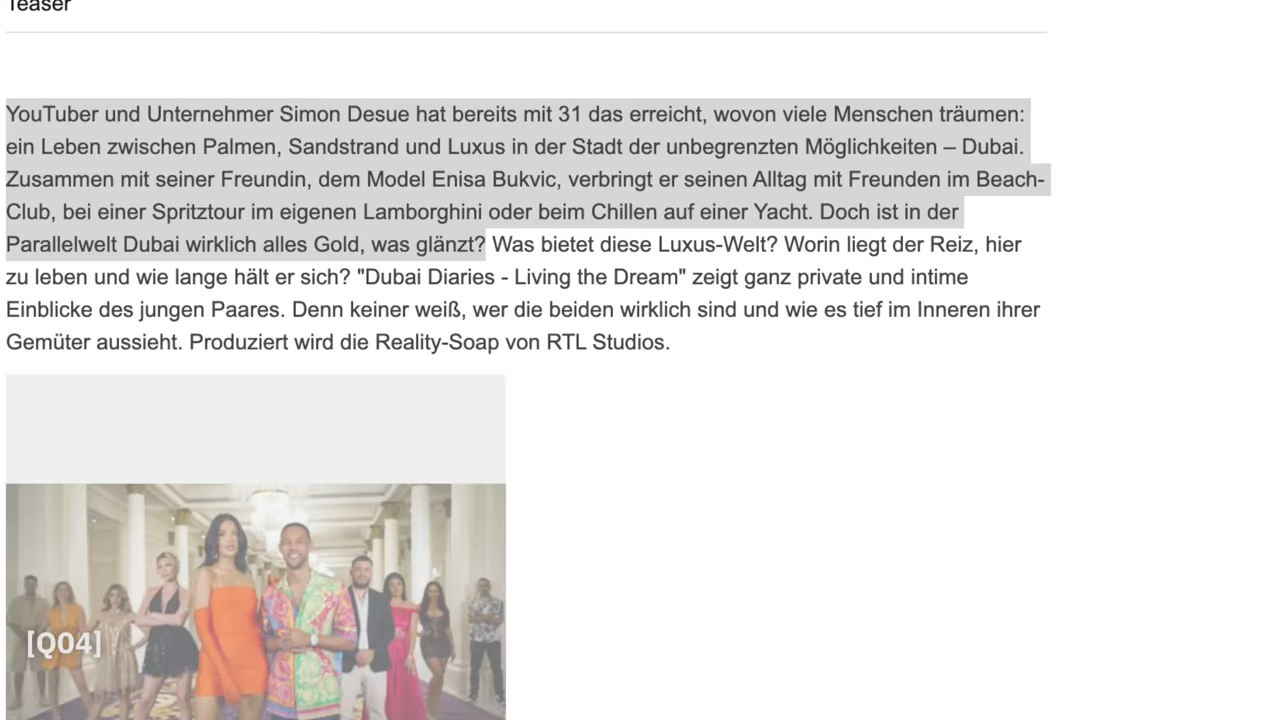 Teaser
YouTuber und Unternehmer Simon Desue hat bereits mit 31 das erreicht, wovon viele Menschen träumen:
ein Leben zwischen Palmen, Sandstrand und Luxus in der Stadt der unbegrenzten Möglichkeiten – Dubai.
Zusammen mit seiner Freundin, dem Model Enisa Bukvic, verbringt er seinen Alltag mit Freunden im Beach-
Club, bei einer Spritztour im eigenen Lamborghini oder beim Chillen auf einer Yacht. Doch ist in der
Parallelwelt Dubai wirklich alles Gold, was glänzt? Was bietet diese Luxus-Welt? Worin liegt der Reiz, hier
zu leben und wie lange hält er sich? "Dubai Diaries - Living the Dream" zeigt ganz private und intime
Einblicke des jungen Paares. Denn keiner weiß, wer die beiden wirklich sind und wie es tief im Inneren ihrer
Gemüter aussieht. Produziert wird die Reality-Soap von RTL Studios.
[Q04]